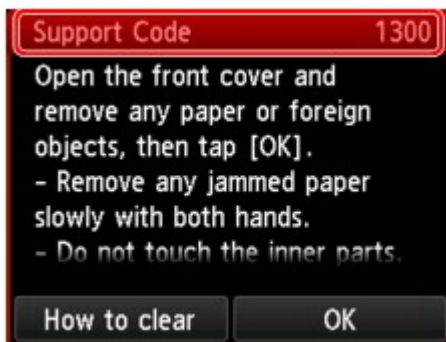 Support Code 1300
Open the front cover and
remove any paper or foreign
objects, then tap [OK].
– Remove any jammed paper
slowly with both hands.
– Do not touch the inner parts.
How to clear OK